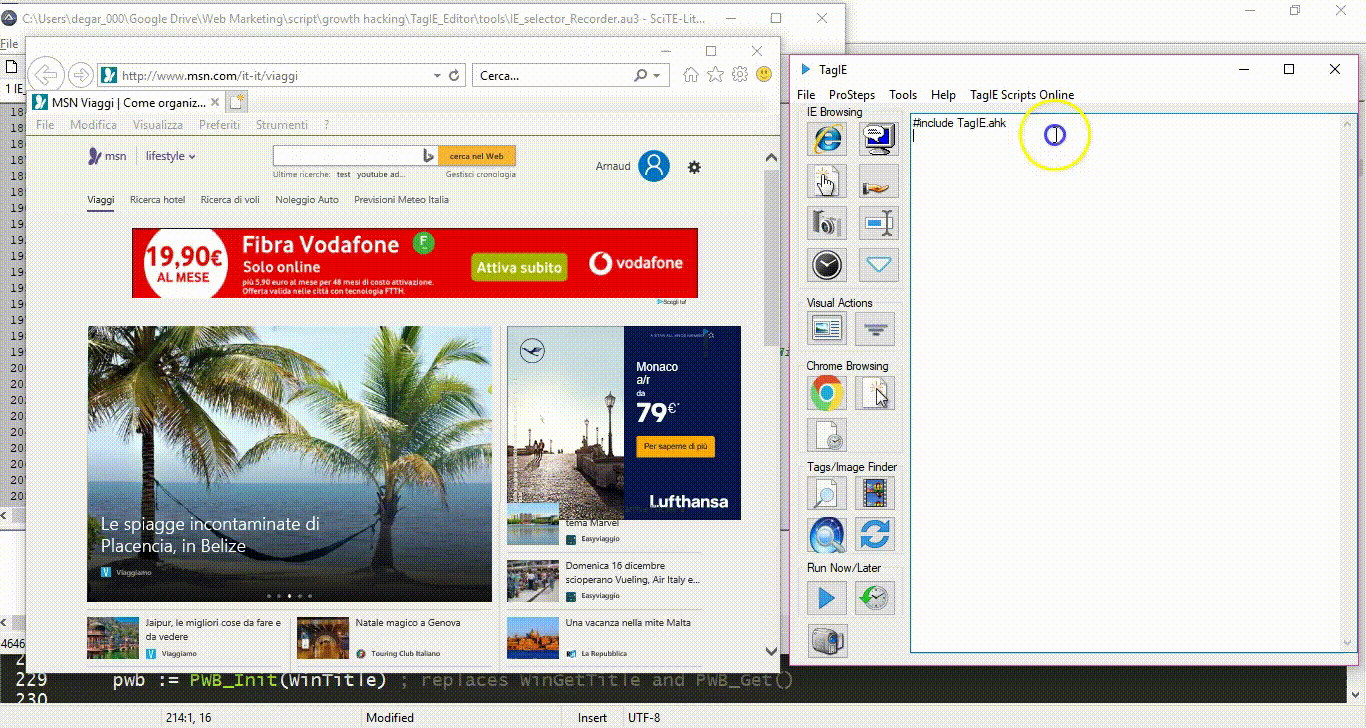 C:\Users\degar_000\Google Drive\Web Marketing\script\growth hacking\TagIE_Editor\tools\IE_selector_Recorder.au3 - SciTE-Lit...
File
1 IE_
http://www.msn.com/it-it/viaggi
Cerca...
MSN Viaggi | Come organiz...
File Modifica Visualizza Preferiti Strumenti ?
msn lifestyle
cerca nel Web
Ultime ricerche: test youtube ad... Gestisci cronologia
Arnaud
Viaggi Ricerca hotel Ricerca di voli Noleggio Auto Previsioni Meteo Italia
19,90€
AL MESE
Fibra Vodafone
Solo online
più 5,90 euro al mese per 48 mesi di costo attivazione.
Offerta valida nelle città con tecnologia FTTH.
Attiva subito
vodafone
Le spiagge incontaminate di
Placencia, in Belize
Viaggiamo
Monaco
a/r
da
79€*
Per saperne di più
Lufthansa
tema Marvel
Easyviaggio
Domenica 16 dicembre
scioperano Vueling, Air Italy e...
Easyviaggio
Jaipur, le migliori cose da fare e
da vedere
Viaggiamo
Natale magico a Genova
Touring Club Italiano
Una vacanza nella mite Malta
La Repubblica
TagIE
File ProSteps Tools Help TagIE Scripts Online
IE Browsing
#include TagIE.ahk
Visual Actions
Chrome Browsing
Tags/Image Finder
Run Now/Later
4646
229 pwb := PWB_Init(WinTitle) ; replaces WinGetTitle and PWB_Get()
230
214:1, 16 Modified Insert UTF-8